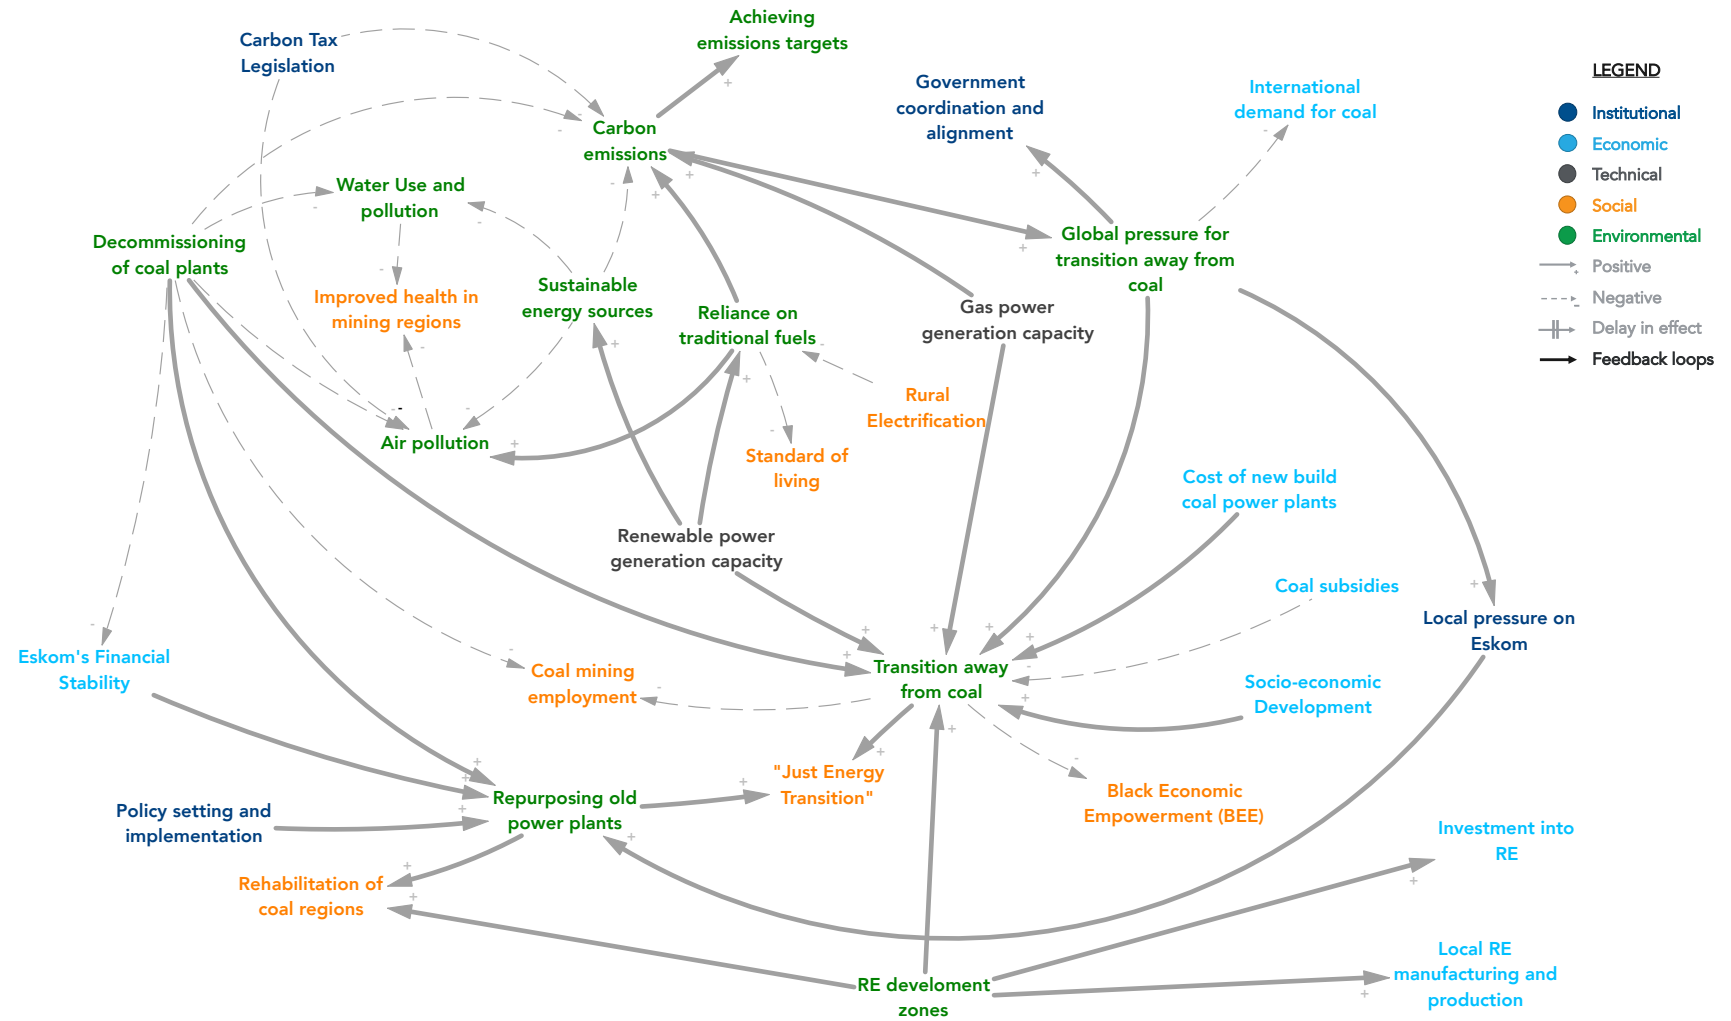 Achieving
emissions targets
Carbon Tax
Legislation
Government
coordination and
alignment
International
demand for coal
LEGEND
Institutional
Economic
Technical
Social
Environmental
Positive
Negative
Delay in effect
Feedback loops
Carbon
emissions
Water Use and
pollution
Decommissioning
of coal plants
Global pressure for
transition away from
coal
Improved health in
mining regions
Sustainable
energy sources
Reliance on
traditional fuels
Gas power
generation capacity
Rural
Electrification
Air pollution
Standard of
living
Cost of new build
coal power plants
Renewable power
generation capacity
Coal subsidies
Local pressure on
Eskom
Eskom's Financial
Stability
Coal mining
employment
Transition away
from coal
Socio-economic
Development
"Just Energy
Transition"
Black Economic
Empowerment (BEE)
Repurposing old
power plants
Policy setting and
implementation
Investment into
RE
Rehabilitation of
coal regions
Local RE
manufacturing and
production
RE develoment
zones